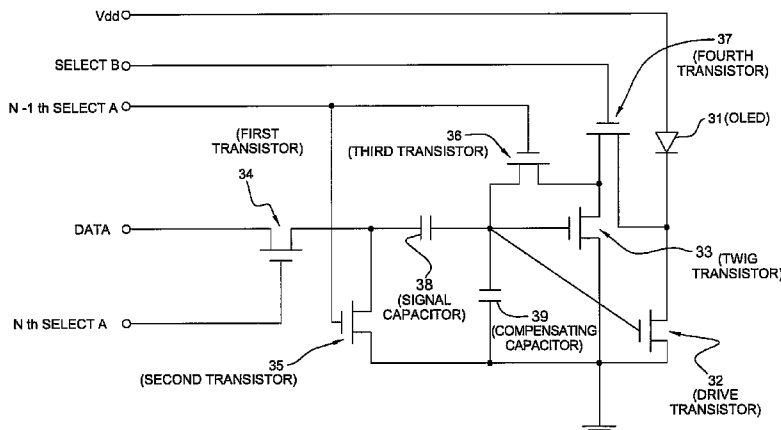 Vdd
37
(FOURTH
TRANSISTOR)
SELECT B
N -1 th SELECT A
36
(THIRD TRANSISTOR)
31(OLED)
(FIRST
TRANSISTOR)
34
DATA
38
(SIGNAL
CAPACITOR)
33
(TWIG
TRANSISTOR)
39
(COMPENSATING
CAPACITOR)
N th SELECT A
35
(SECOND TRANSISTOR)
32
(DRIVE
TRANSISTOR)